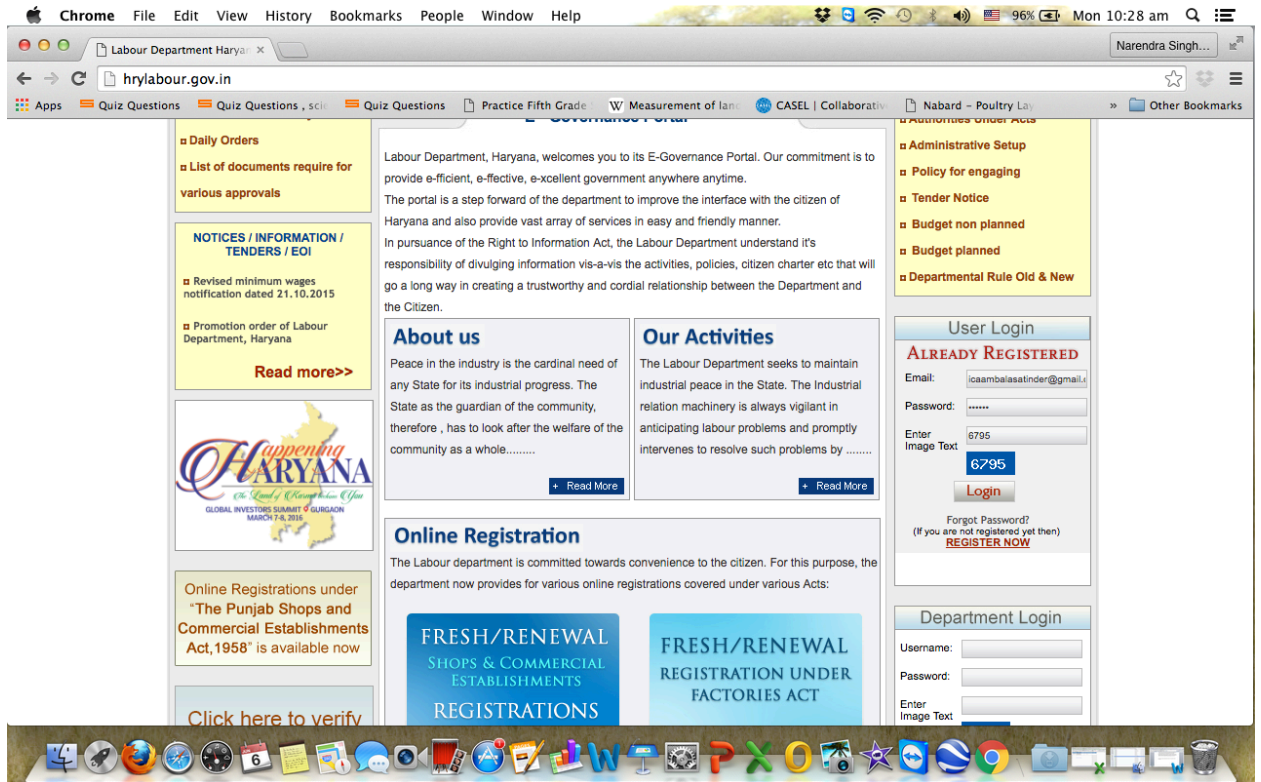 Chrome File Edit View History Bookmarks People Window Help
96% Mon 10:28 am
Labour Department Haryan
Narendra Singh...
hrylabour.gov.in
Apps Quiz Questions Quiz Questions , scie Quiz Questions Practice Fifth Grade W Measurement of land CASEL | Collaborative Nabard – Poultry Lay » Other Bookmarks
Daily Orders
List of documents require for
various approvals
NOTICES / INFORMATION /
TENDERS / EOI
Revised minimum wages
notification dated 21.10.2015
Promotion order of Labour
Department, Haryana
Read more>>
Happening
HARYANA
GLOBAL INVESTORS SUMMIT GURGAON
MARCH 7-8, 2016
Online Registrations under
"The Punjab Shops and
Commercial Establishments
Act,1958" is available now
Click here to verify
E - Governance Portal
Labour Department, Haryana, welcomes you to its E-Governance Portal. Our commitment is to
provide e-fficient, e-ffective, e-xcellent government anywhere anytime.
The portal is a step forward of the department to improve the interface with the citizen of
Haryana and also provide vast array of services in easy and friendly manner.
In pursuance of the Right to Information Act, the Labour Department understand it's
responsibility of divulging information vis-a-vis the activities, policies, citizen charter etc that will
go a long way in creating a trustworthy and cordial relationship between the Department and
the Citizen.
About us
Peace in the industry is the cardinal need of
any State for its industrial progress. The
State as the guardian of the community,
therefore , has to look after the welfare of the
community as a whole.........
+ Read More
Our Activities
The Labour Department seeks to maintain
industrial peace in the State. The Industrial
relation machinery is always vigilant in
anticipating labour problems and promptly
intervenes to resolve such problems by ........
+ Read More
Online Registration
The Labour department is committed towards convenience to the citizen. For this purpose, the
department now provides for various online registrations covered under various Acts:
FRESH/RENEWAL
SHOPS & COMMERCIAL
ESTABLISHMENTS
REGISTRATIONS
FRESH/RENEWAL
REGISTRATION UNDER
FACTORIES ACT
Authorities Under Acts
Administrative Setup
Policy for engaging
Tender Notice
Budget non planned
Budget planned
Departmental Rule Old & New
User Login
ALREADY REGISTERED
Email: icaambalasatinder@gmail.c
Password: ••••••
Enter
Image Text
6795
6795
Login
Forgot Password?
(If you are not registered yet then)
REGISTER NOW
Department Login
Username:
Password:
Enter
Image Text
6